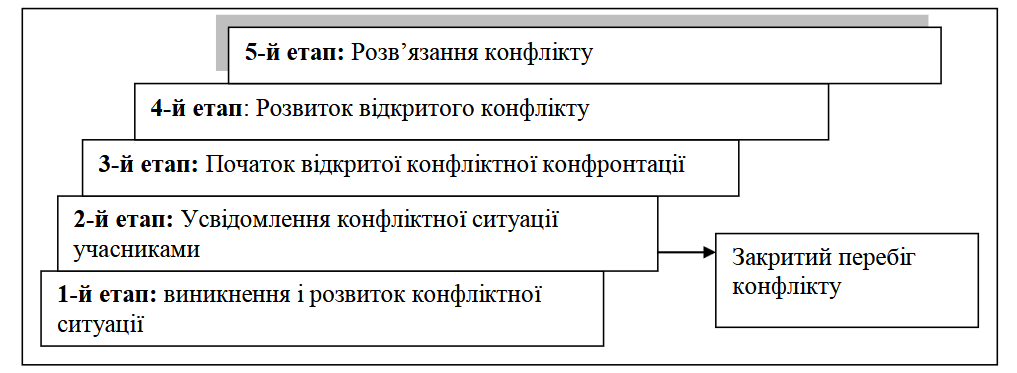 5-й етап: Розв’язання конфлікту
4-й етап: Розвиток відкритого конфлікту
3-й етап: Початок відкритої конфліктної конфронтації
2-й етап: Усвідомлення конфліктної ситуації
учасниками
Закритий перебіг
конфлікту
1-й етап: виникнення і розвиток конфліктної
ситуації